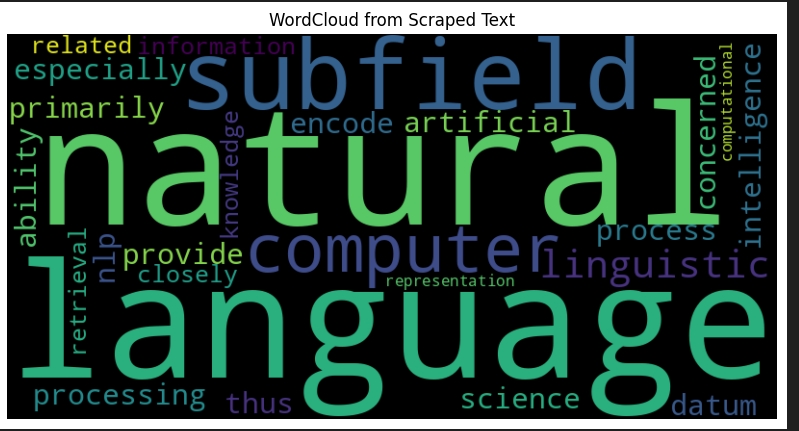 WordCloud from Scraped Text
related information
especially
subfield
primarily
encode artificial
concerned
computational
intelligence
ability
natural
knowledge
process
retrieval
nlp
provide
computer
linguistic
closely
representation
language
processing
thus
science
datum